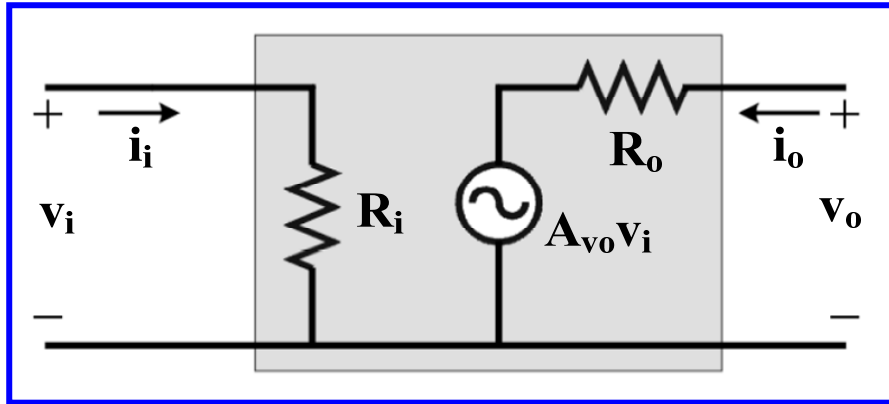 + i_i R_o i_o +
v_i R_i A_vo v_i v_o
− −